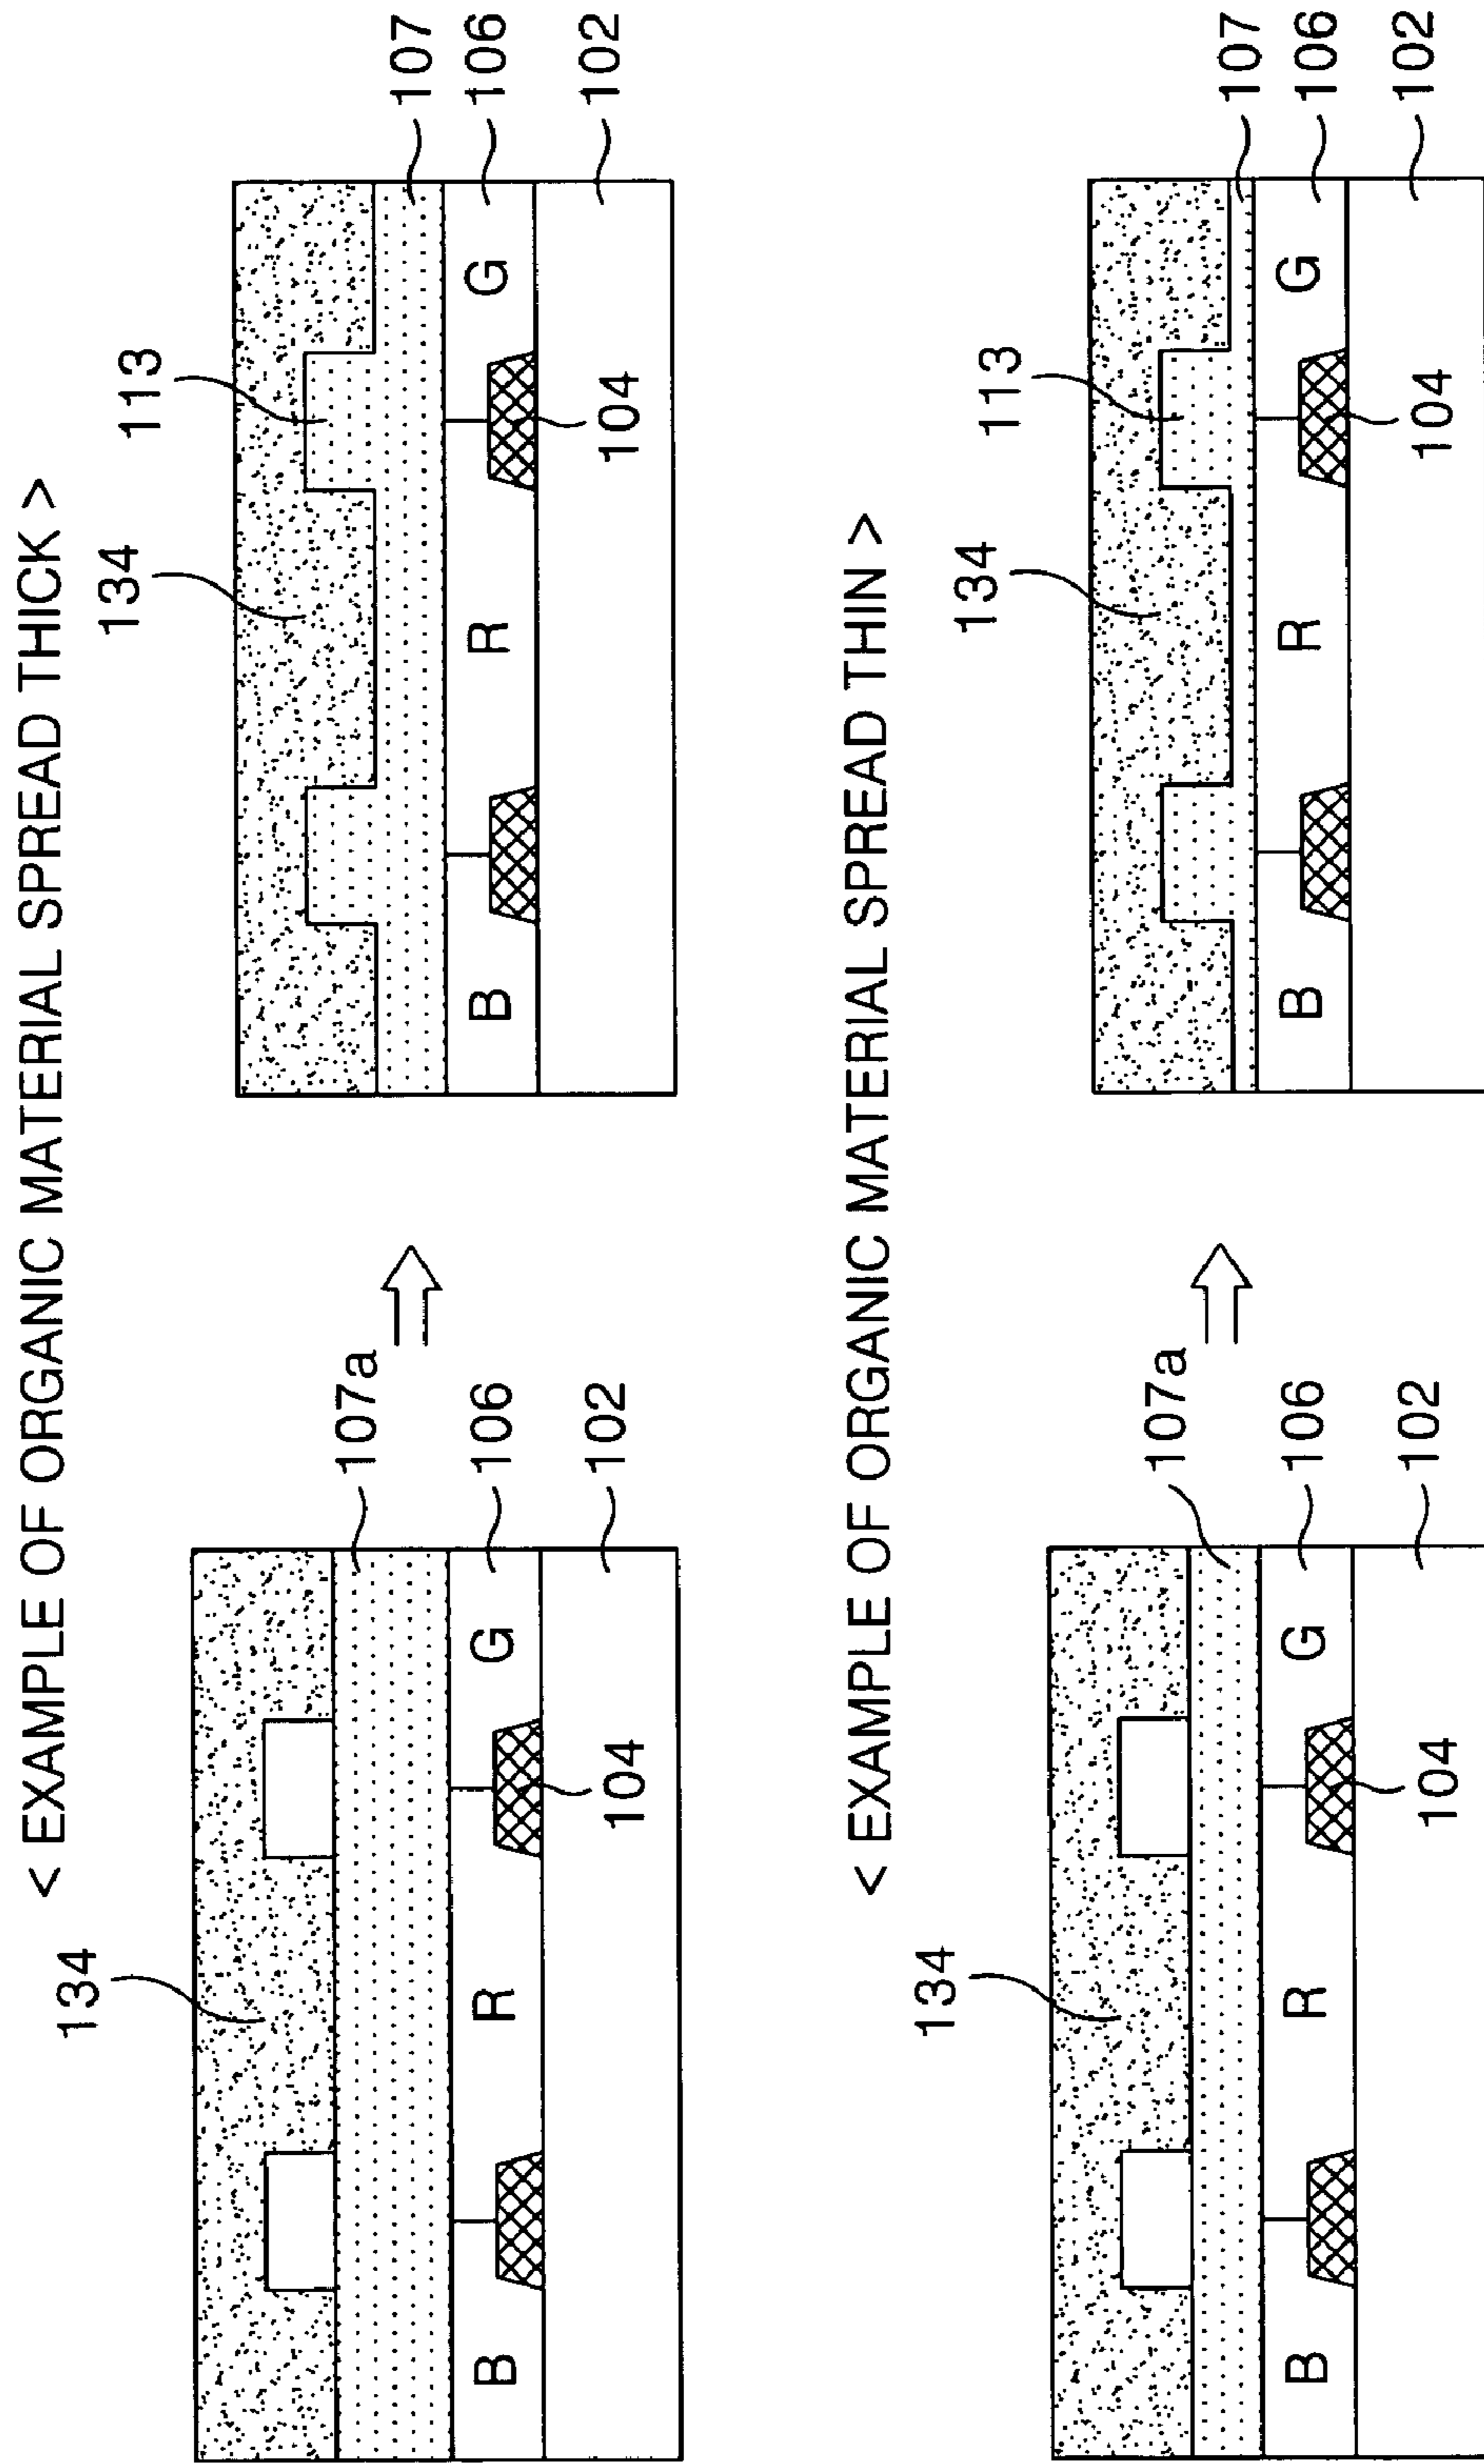 < EXAMPLE OF ORGANIC MATERIAL SPREAD THICK >
134
134
113
107a
106
102
107
106
102
B
R
G
B
R
G
104
104
< EXAMPLE OF ORGANIC MATERIAL SPREAD THIN >
134
134
113
107a
106
102
107
106
102
B
R
G
B
R
G
104
104